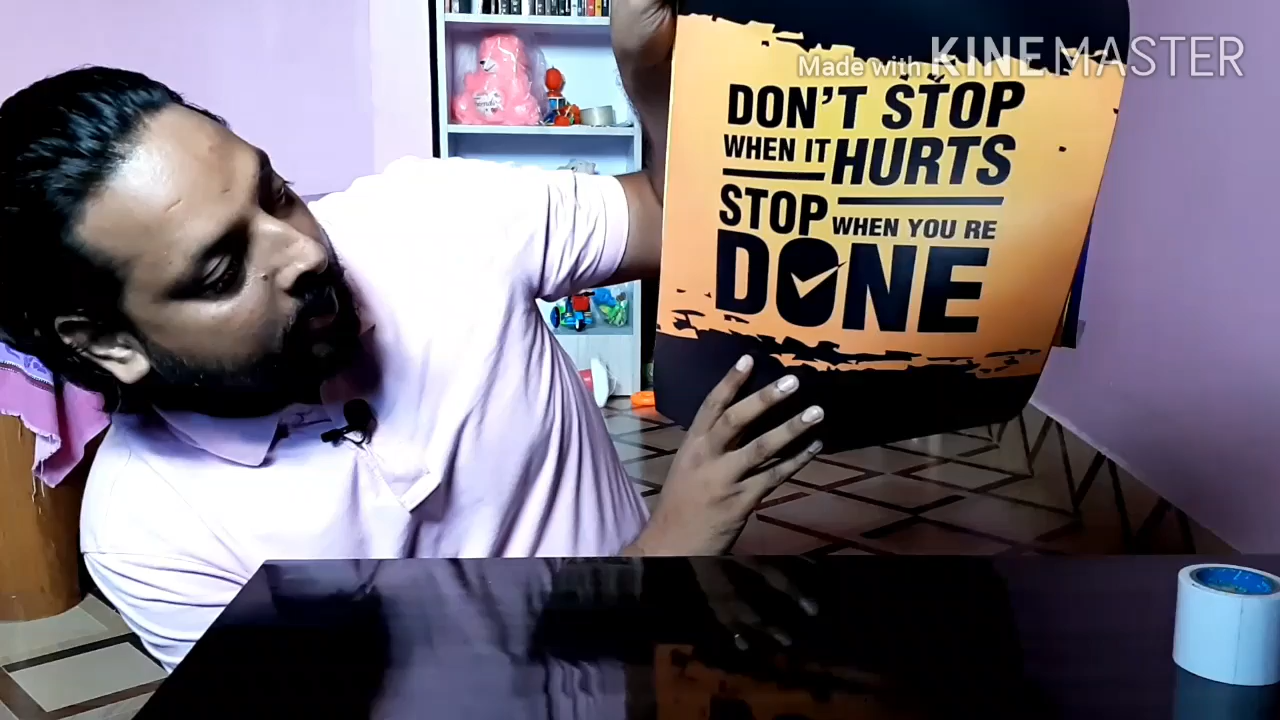 Made with KINEMASTER
DON'T STOP
WHEN IT HURTS
STOP WHEN YOU RE
DONE